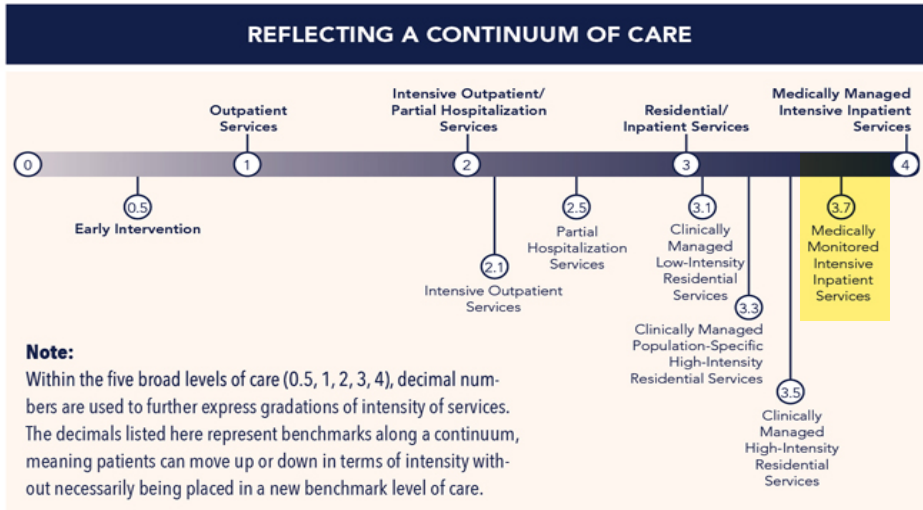 REFLECTING A CONTINUUM OF CARE
Outpatient
Services
Intensive Outpatient/
Partial Hospitalization
Services
Residential/
Inpatient Services
Medically Managed
Intensive Inpatient
Services
0
1
2
3
4
0.5
Early Intervention
2.1
Intensive Outpatient
Services
2.5
Partial
Hospitalization
Services
3.1
Clinically
Managed
Low-Intensity
Residential
Services
3.3
Clinically Managed
Population-Specific
High-Intensity
Residential Services
3.5
Clinically
Managed
High-Intensity
Residential
Services
3.7
Medically
Monitored
Intensive
Inpatient
Services
Note:
Within the five broad levels of care (0.5, 1, 2, 3, 4), decimal num-
bers are used to further express gradations of intensity of services.
The decimals listed here represent benchmarks along a continuum,
meaning patients can move up or down in terms of intensity with-
out necessarily being placed in a new benchmark level of care.